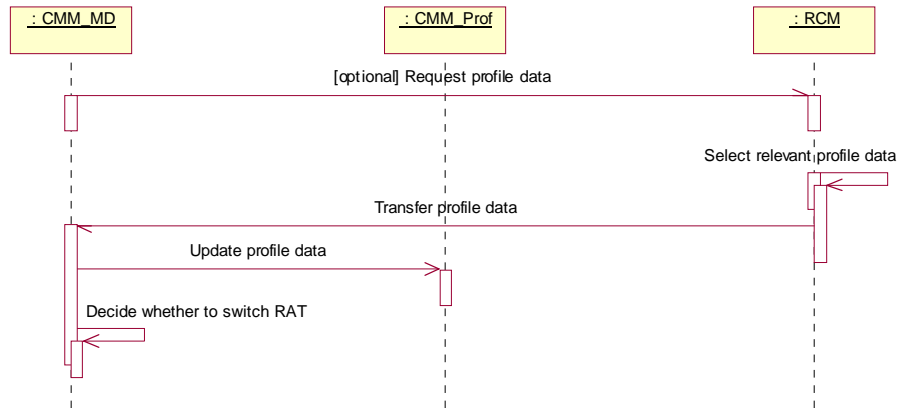 : CMM_MD
: CMM_Prof
: RCM
[optional] Request profile data
Select relevant profile data
Transfer profile data
Update profile data
Decide whether to switch RAT